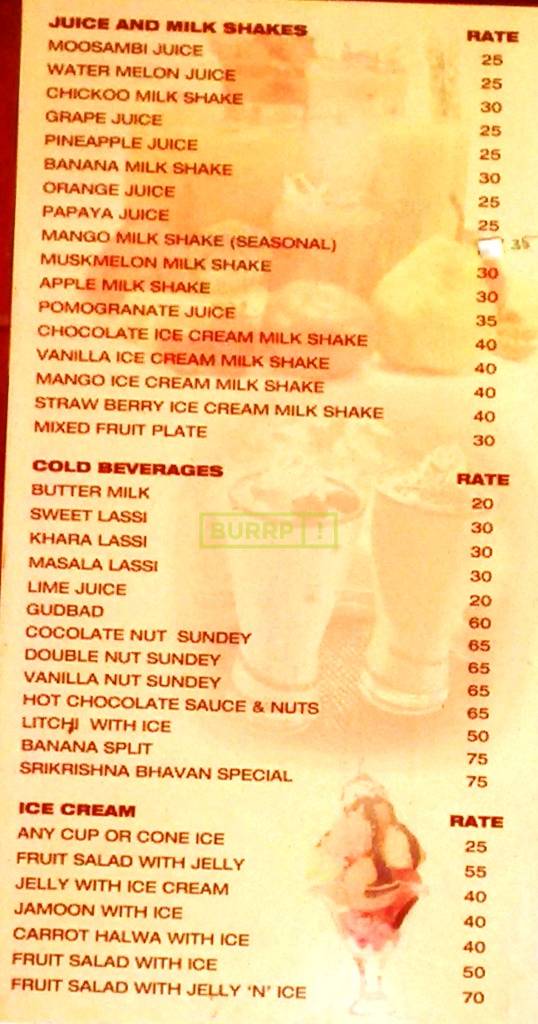 JUICE AND MILK SHAKES RATE
MOOSAMBI JUICE 25
WATER MELON JUICE 25
CHICKOO MILK SHAKE 30
GRAPE JUICE 25
PINEAPPLE JUICE 25
BANANA MILK SHAKE 30
ORANGE JUICE 25
PAPAYA JUICE 25
MANGO MILK SHAKE (SEASONAL) 35
MUSKMELON MILK SHAKE 30
APPLE MILK SHAKE 30
POMOGRANATE JUICE 35
CHOCOLATE ICE CREAM MILK SHAKE 40
VANILLA ICE CREAM MILK SHAKE 40
MANGO ICE CREAM MILK SHAKE 40
STRAW BERRY ICE CREAM MILK SHAKE 40
MIXED FRUIT PLATE 30
COLD BEVERAGES RATE
BUTTER MILK 20
SWEET LASSI 30
KHARA LASSI 30
MASALA LASSI 30
LIME JUICE 20
GUDBAD 60
COCOLATE NUT SUNDEY 65
DOUBLE NUT SUNDEY 65
VANILLA NUT SUNDEY 65
HOT CHOCOLATE SAUCE & NUTS 65
LITCHI WITH ICE 50
BANANA SPLIT 75
SRIKRISHNA BHAVAN SPECIAL 75
BURRP !
ICE CREAM RATE
ANY CUP OR CONE ICE 25
FRUIT SALAD WITH JELLY 55
JELLY WITH ICE CREAM 40
JAMOON WITH ICE 40
CARROT HALWA WITH ICE 40
FRUIT SALAD WITH ICE 50
FRUIT SALAD WITH JELLY 'N' ICE 70